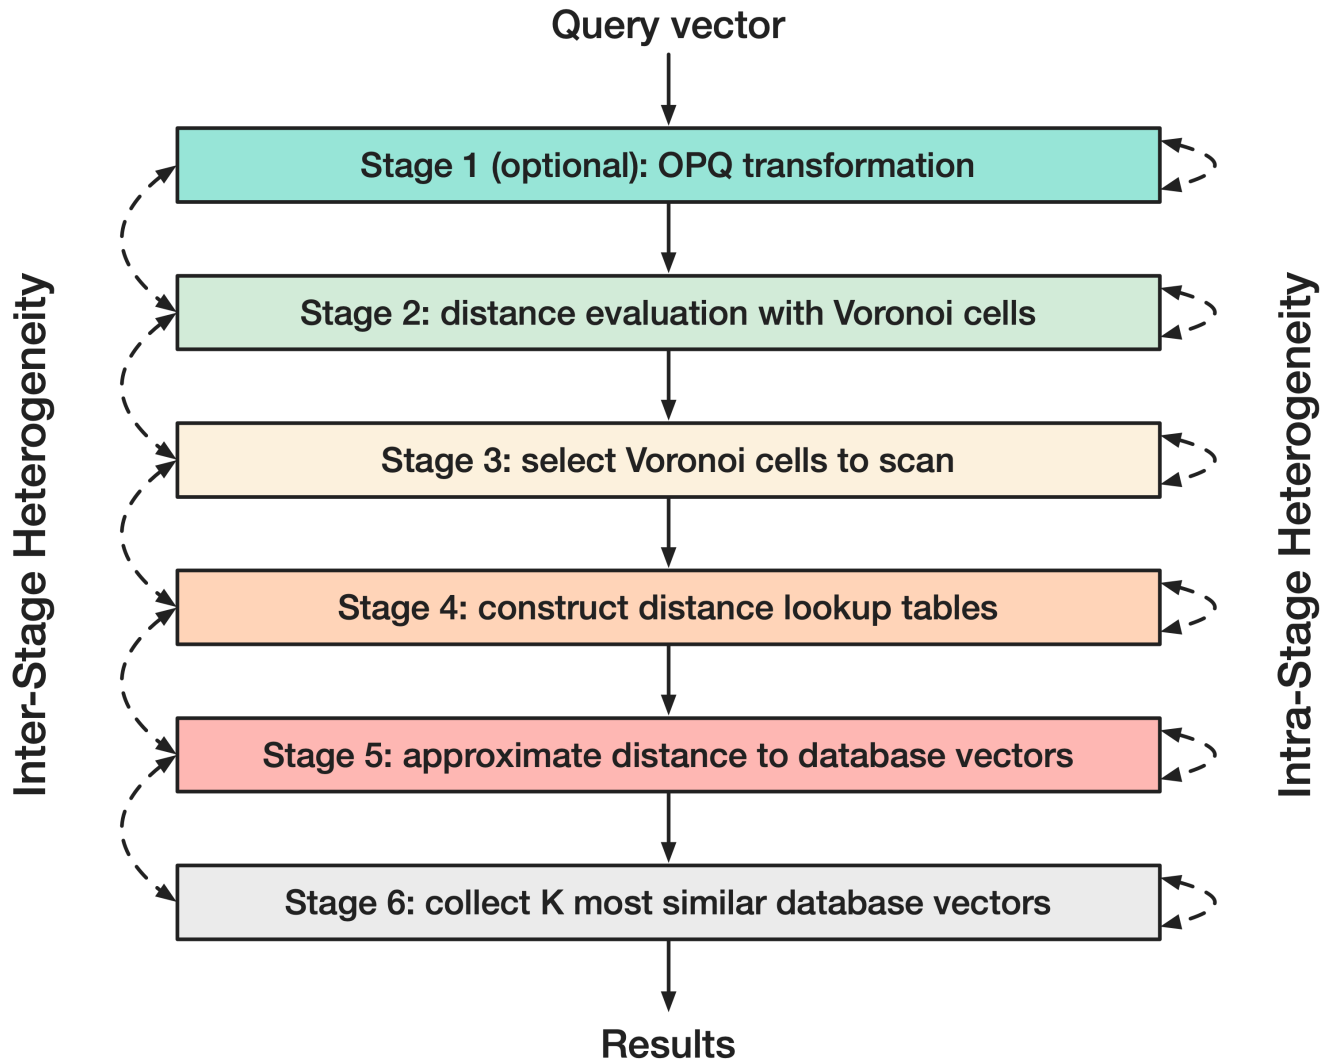 Query vector
Stage 1 (optional): OPQ transformation
Stage 2: distance evaluation with Voronoi cells
Stage 3: select Voronoi cells to scan
Stage 4: construct distance lookup tables
Stage 5: approximate distance to database vectors
Stage 6: collect K most similar database vectors
Results
Inter-Stage Heterogeneity
Intra-Stage Heterogeneity